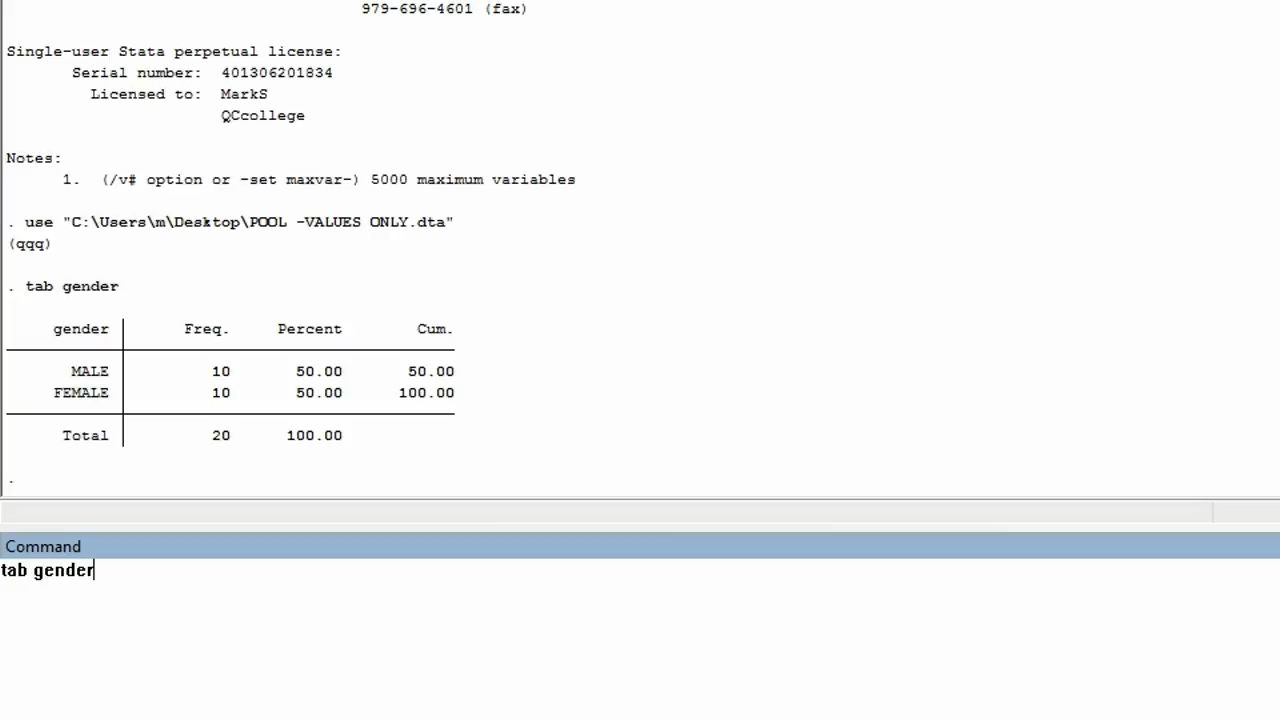 979-696-4601 (fax)
Single-user Stata perpetual license:
Serial number: 401306201834
Licensed to: MarkS
QCcollege
Notes:
1. (/v# option or -set maxvar-) 5000 maximum variables
. use "C:\Users\m\Desktop\POOL -VALUES ONLY.dta"
(qqq)
. tab gender
gender Freq. Percent Cum.
MALE 10 50.00 50.00
FEMALE 10 50.00 100.00
Total 20 100.00
.
Command
tab gender